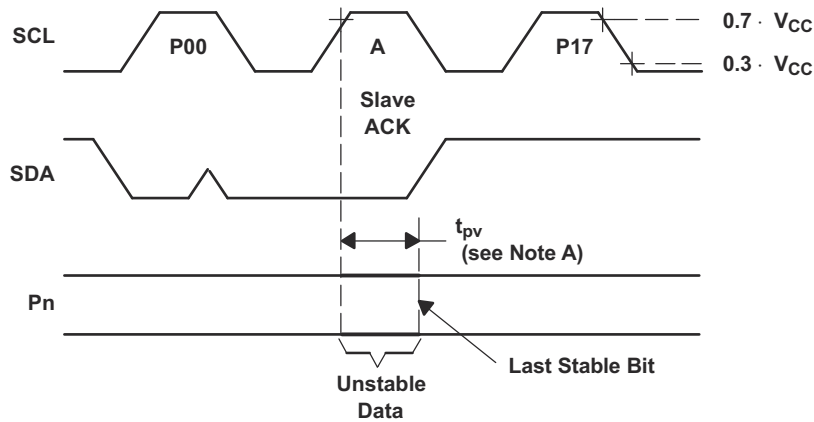 SCL
P00
A
P17
0.7 · VCC
0.3 · VCC
Slave
ACK
SDA
tpv
(see Note A)
Pn
Last Stable Bit
Unstable
Data